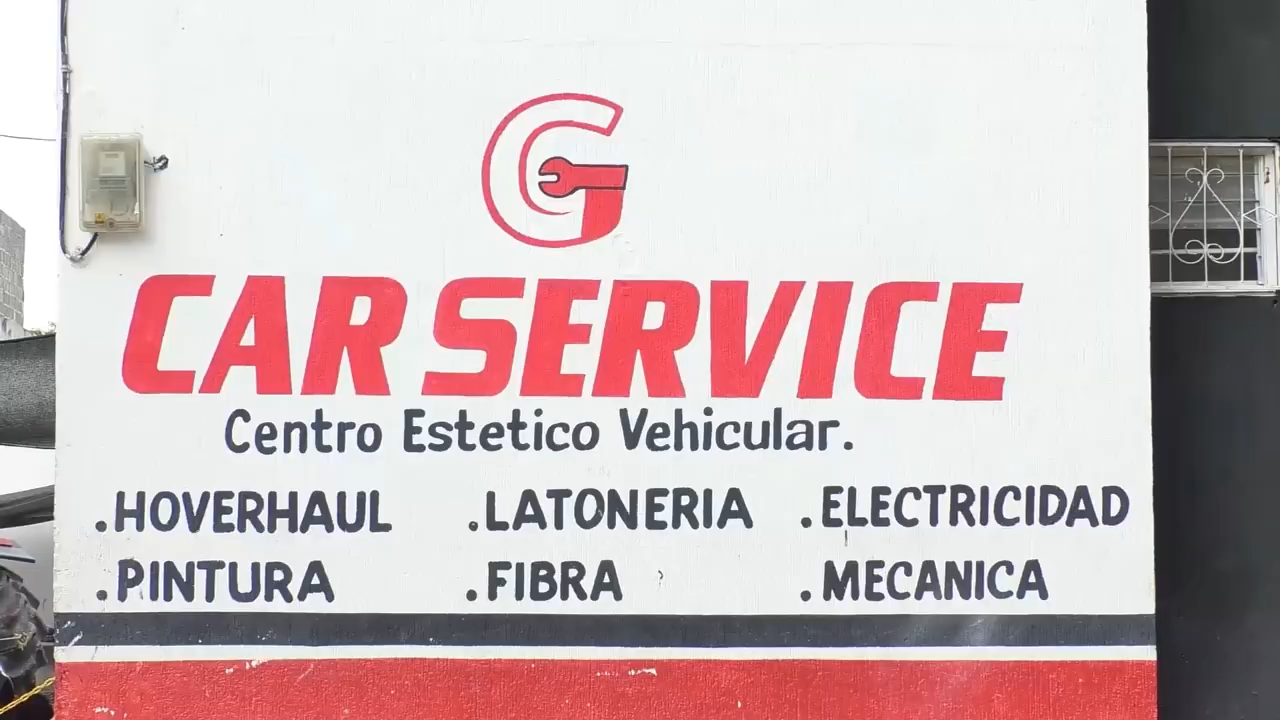 G
CAR SERVICE
Centro Estetico Vehicular.
.HOVERHAUL .LATONERIA .ELECTRICIDAD
.PINTURA .FIBRA .MECANICA